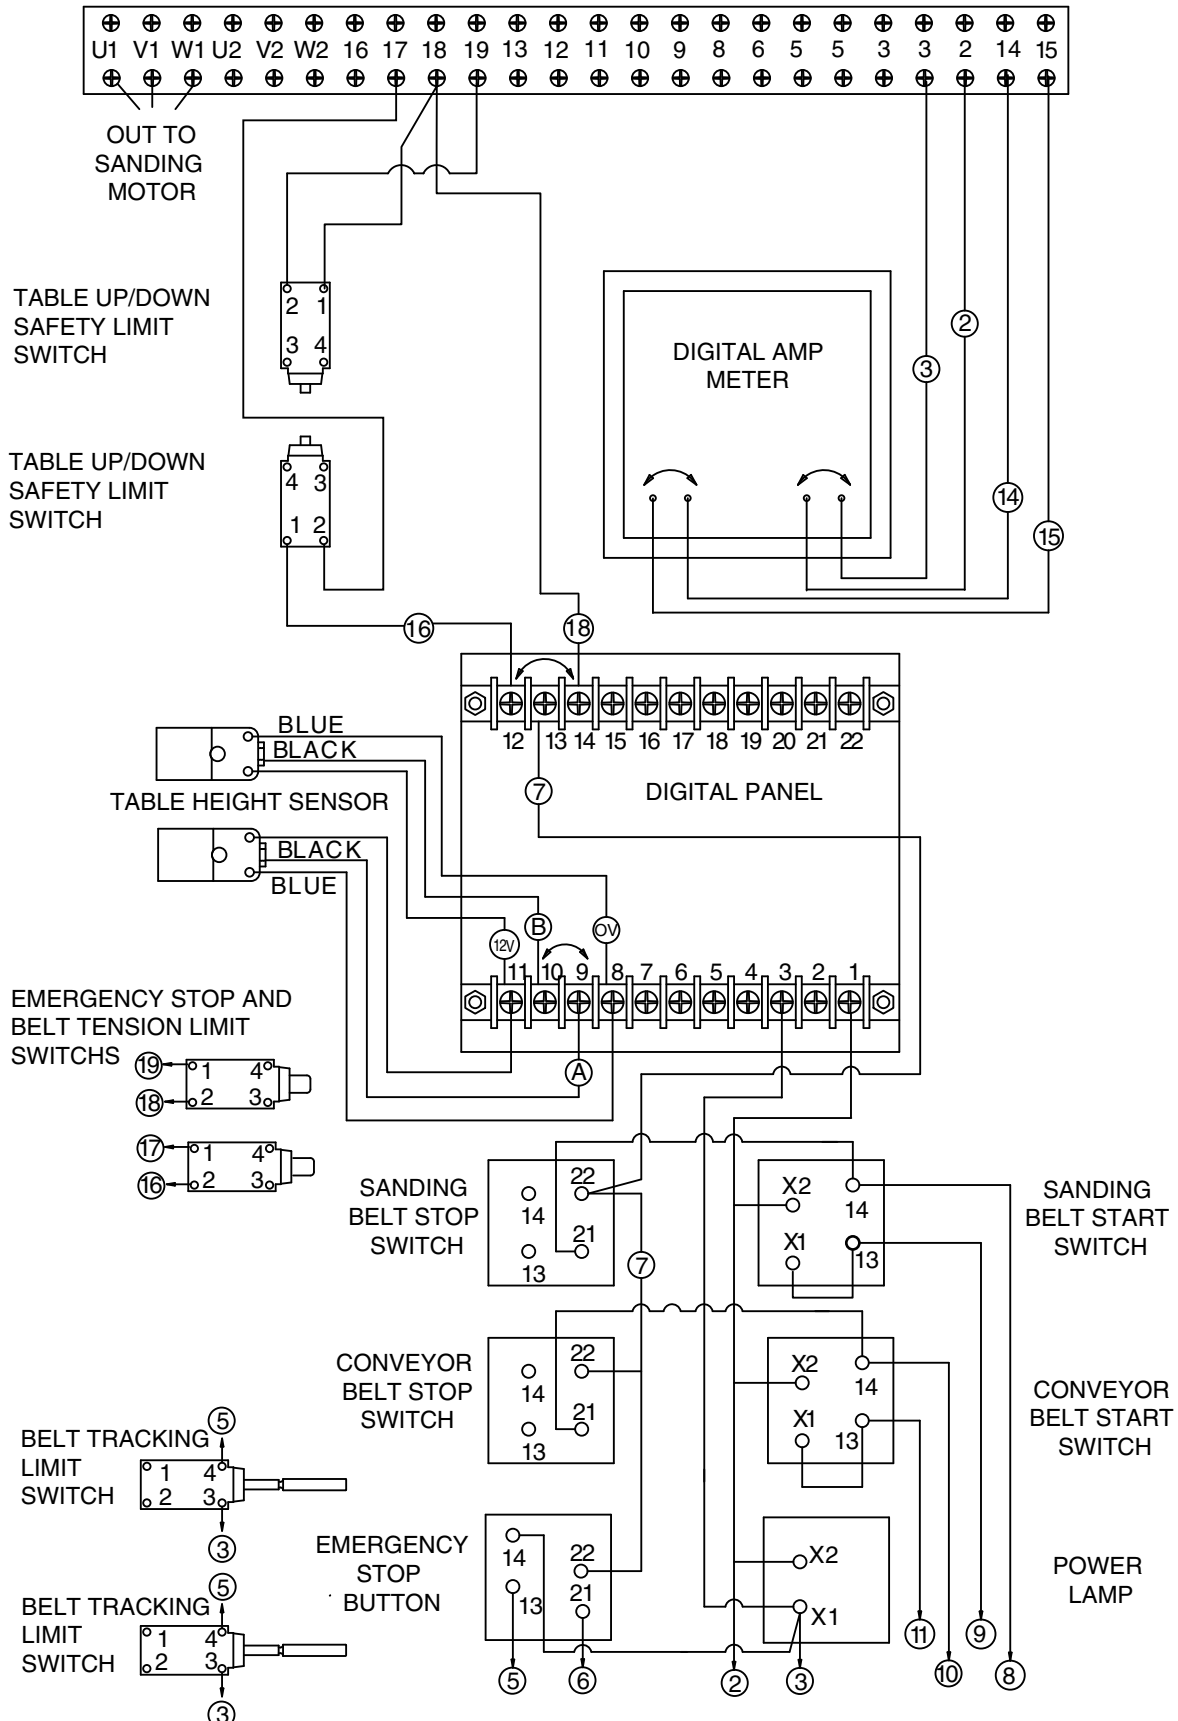 U1 V1 W1 U2 V2 W2 16 17 18 19 13 12 11 10 9 8 6 5 5 3 3 2 14 15
OUT TO
SANDING
MOTOR
TABLE UP/DOWN
SAFETY LIMIT
SWITCH
2 1
3 4
DIGITAL AMP
METER
2
3
14
15
TABLE UP/DOWN
SAFETY LIMIT
SWITCH
4 3
1 2
16
18
12 13 14 15 16 17 18 19 20 21 22
BLUE
BLACK
7
DIGITAL PANEL
TABLE HEIGHT SENSOR
BLACK
BLUE
12V
B
0V
11 10 9 8 7 6 5 4 3 2 1
A
EMERGENCY STOP AND
BELT TENSION LIMIT
SWITCHS
19 1 4
18 2 3
17 1 4
16 2 3
SANDING
BELT STOP
SWITCH
22
14
21
13
7
X2
14
X1
13
SANDING
BELT START
SWITCH
CONVEYOR
BELT STOP
SWITCH
22
14
21
13
X2
14
X1
13
CONVEYOR
BELT START
SWITCH
BELT TRACKING
LIMIT
SWITCH
5
1 4
2 3
3
BELT TRACKING
LIMIT
SWITCH
5
1 4
2 3
3
EMERGENCY
STOP
BUTTON
14
22
13
21
X2
X1
POWER
LAMP
5
6
2
3
11
10
9
8